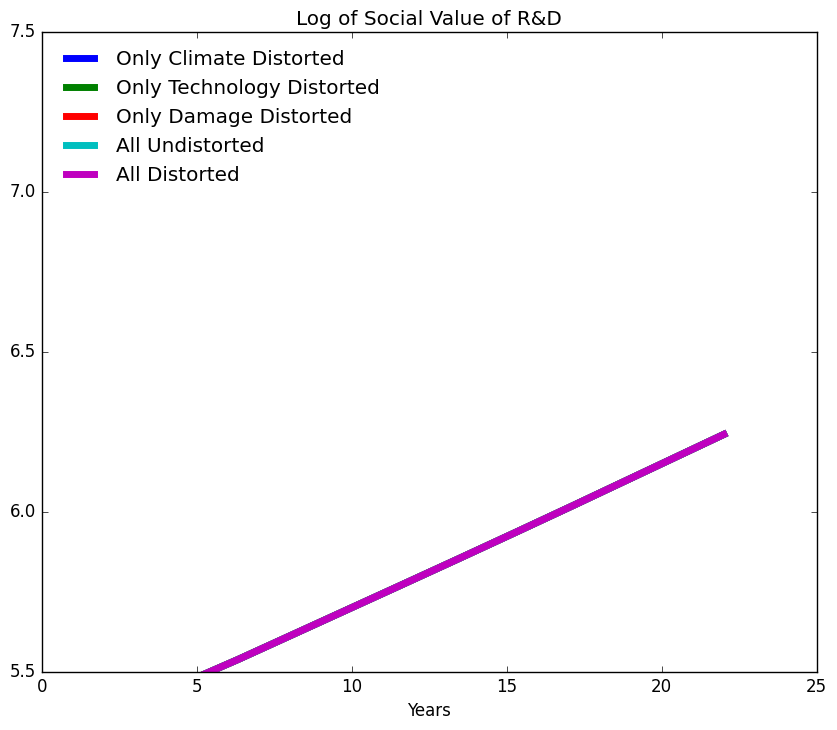 Log of Social Value of R&D
7.5
Only Climate Distorted
Only Technology Distorted
Only Damage Distorted
All Undistorted
All Distorted
7.0
6.5
6.0
5.5
0 5 10 15 20 25
Years